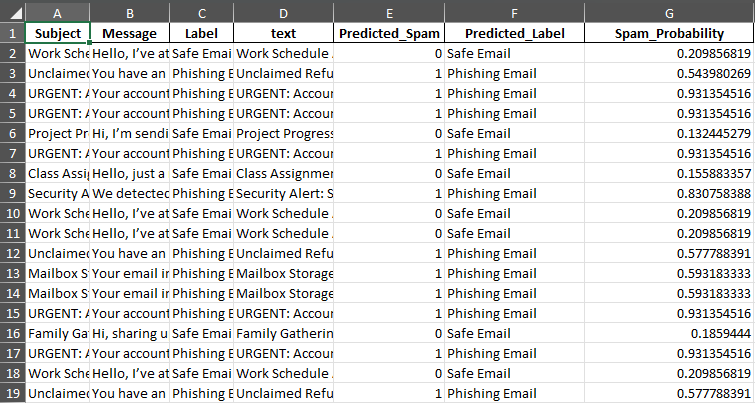 A B C D E F G
1 Subject Message Label text Predicted_Spam Predicted_Label Spam_Probability
2 Work Sche Hello, I've at Safe Emai Work Schedule 0 Safe Email 0.209856819
3 Unclaimed You have an Phishing E Unclaimed Refu 1 Phishing Email 0.543980269
4 URGENT: A Your account Phishing E URGENT: Accour 1 Phishing Email 0.931354516
5 URGENT: A Your account Phishing E URGENT: Accour 1 Phishing Email 0.931354516
6 Project Pr Hi, I'm sendi Safe Emai Project Progress 0 Safe Email 0.132445279
7 URGENT: A Your account Phishing E URGENT: Accour 1 Phishing Email 0.931354516
8 Class Assig Hello, just a Safe Emai Class Assignmer 0 Safe Email 0.155883357
9 Security A We detected Phishing E Security Alert: S 1 Phishing Email 0.830758388
10 Work Sche Hello, I've at Safe Emai Work Schedule 0 Safe Email 0.209856819
11 Work Sche Hello, I've at Safe Emai Work Schedule 0 Safe Email 0.209856819
12 Unclaimed You have an Phishing E Unclaimed Refu 1 Phishing Email 0.577788391
13 Mailbox S Your email ir Phishing E Mailbox Storage 1 Phishing Email 0.593183333
14 Mailbox S Your email ir Phishing E Mailbox Storage 1 Phishing Email 0.593183333
15 URGENT: A Your account Phishing E URGENT: Accour 1 Phishing Email 0.931354516
16 Family Ga Hi, sharing u Safe Emai Family Gatherin 0 Safe Email 0.1859444
17 URGENT: A Your account Phishing E URGENT: Accour 1 Phishing Email 0.931354516
18 Work Sche Hello, I've at Safe Emai Work Schedule 0 Safe Email 0.209856819
19 Unclaimed You have an Phishing E Unclaimed Refu 1 Phishing Email 0.577788391